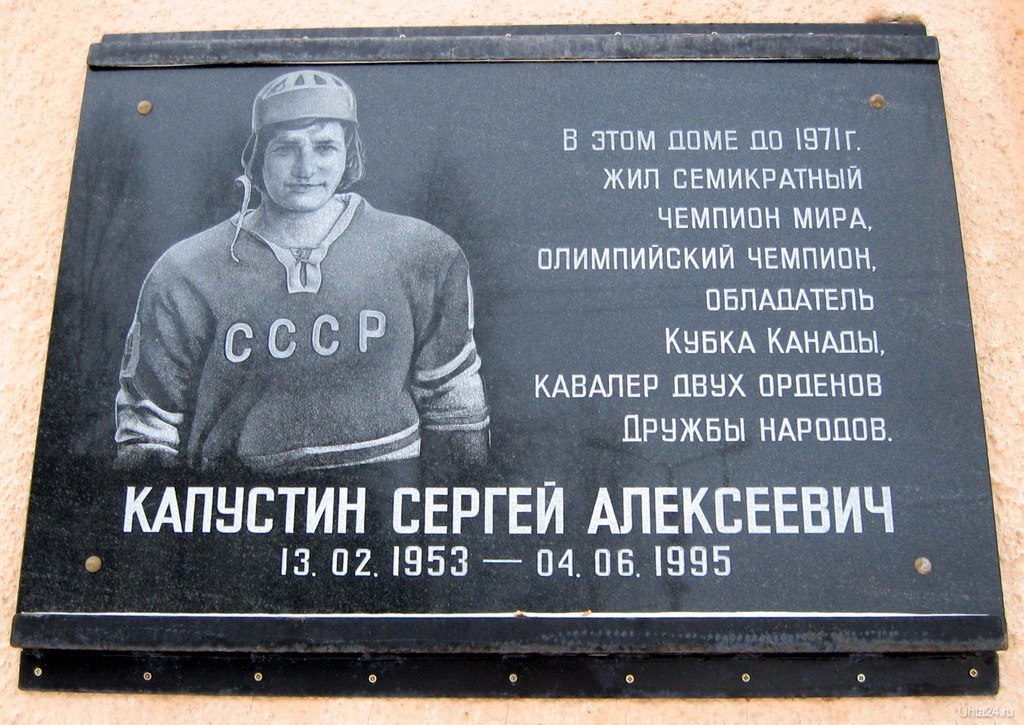 В ЭТОМ ДОМЕ ДО 1971г.
ЖИЛ СЕМИКРАТНЫЙ
ЧЕМПИОН МИРА,
ОЛИМПИЙСКИЙ ЧЕМПИОН,
ОБЛАДАТЕЛЬ
КУБКА КАНАДЫ,
КАВАЛЕР ДВУХ ОРДЕНОВ
ДРУЖБЫ НАРОДОВ.
СССР
КАПУСТИН СЕРГЕЙ АЛЕКСЕЕВИЧ
13. 02. 1953 — 04. 06. 1995
Uhta24.ru